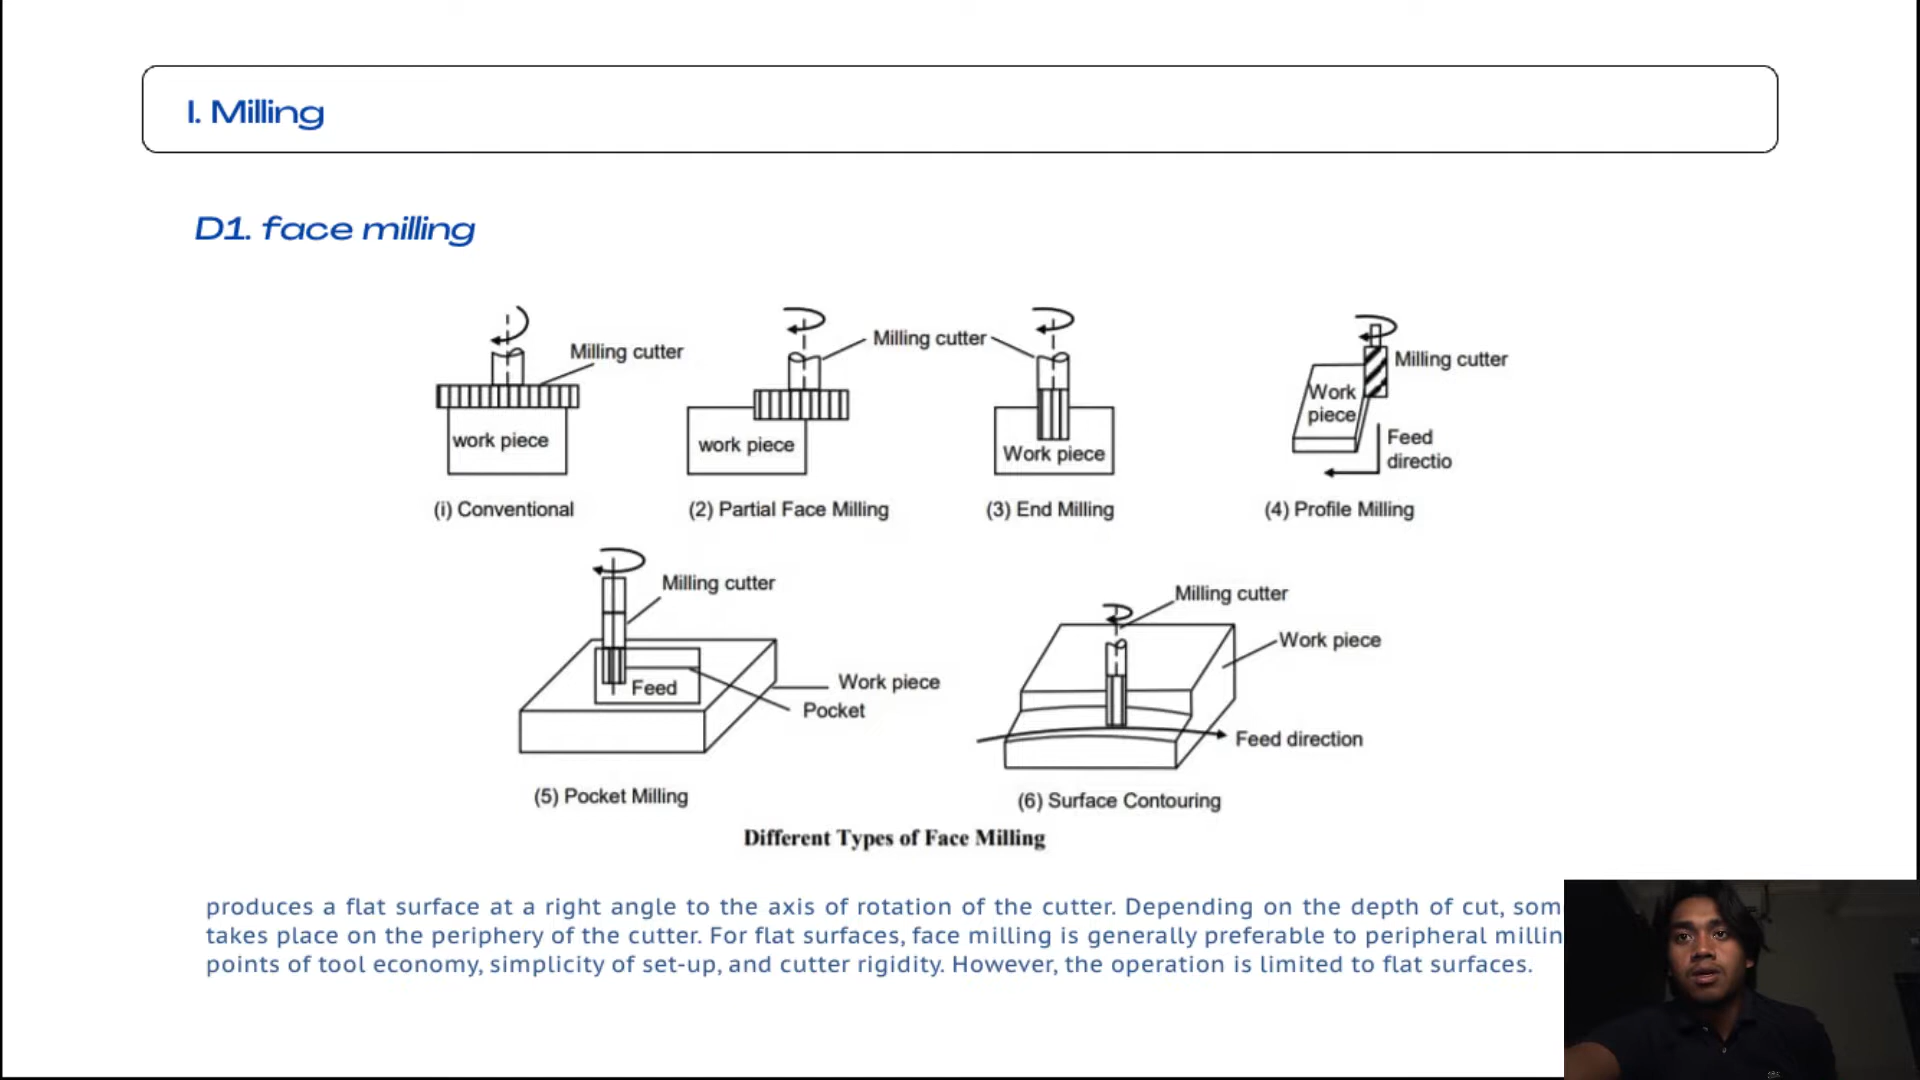 I. Milling
D1. face milling
Milling cutter
work piece
(i) Conventional
Milling cutter
work piece
(2) Partial Face Milling
Work piece
(3) End Milling
Milling cutter
Work
piece
Feed
directio
(4) Profile Milling
Milling cutter
Feed
Work piece
Pocket
(5) Pocket Milling
Milling cutter
Work piece
Feed direction
(6) Surface Contouring
Different Types of Face Milling
produces a flat surface at a right angle to the axis of rotation of the cutter. Depending on the depth of cut, som
takes place on the periphery of the cutter. For flat surfaces, face milling is generally preferable to peripheral millin
points of tool economy, simplicity of set-up, and cutter rigidity. However, the operation is limited to flat surfaces.